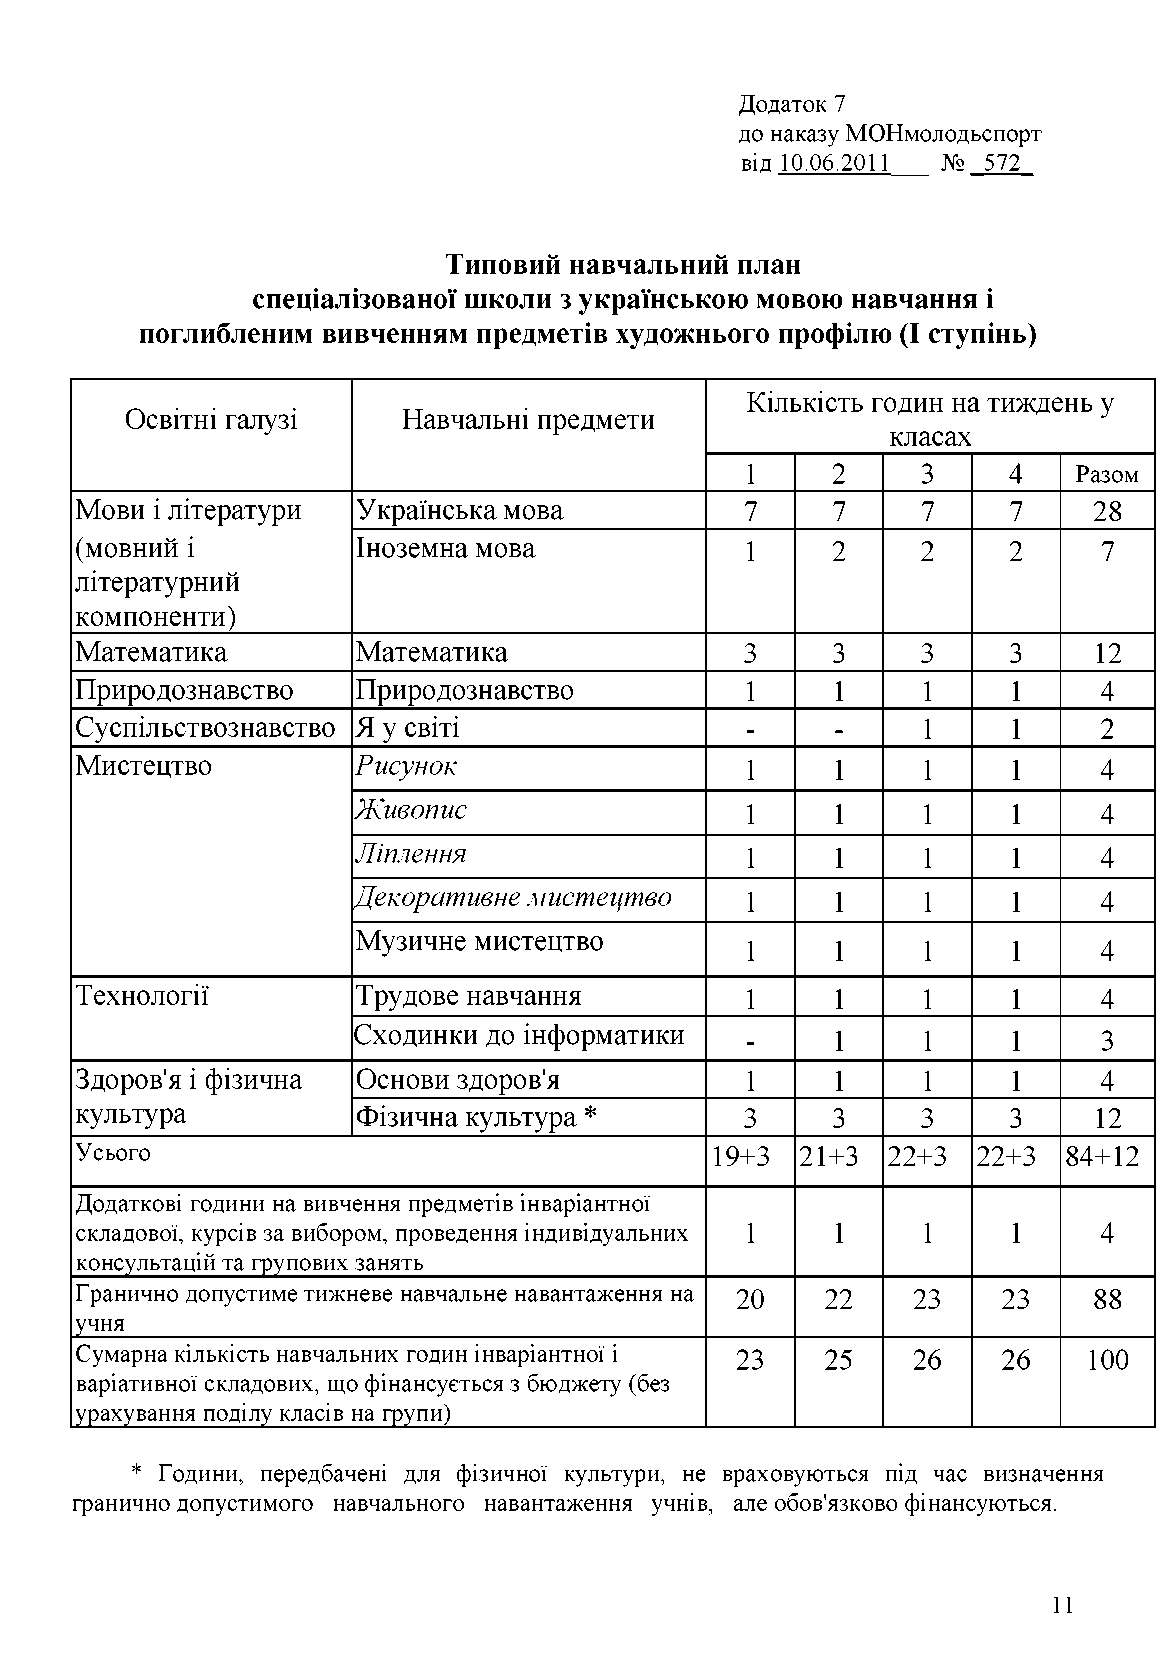 Додаток 7
до наказу МОНмолодьспорт
від 10.06.2011___ № _572_
Типовий навчальний план
спеціалізованої школи з українською мовою навчання і
поглибленим вивченням предметів художнього профілю (І ступінь)
Освітні галузі Навчальні предмети Кількість годин на тиждень у
класах
1 2 3 4 Разом
Мови і літератури Українська мова 7 7 7 7 28
(мовний і Іноземна мова 1 2 2 2 7
літературний
компоненти)
Математика Математика 3 3 3 3 12
Природознавство Природознавство 1 1 1 1 4
Суспільствознавство Я у світі - - 1 1 2
Мистецтво Рисунок 1 1 1 1 4
Живопис 1 1 1 1 4
Ліплення 1 1 1 1 4
Декоративне мистецтво 1 1 1 1 4
Музичне мистецтво 1 1 1 1 4
Технології Трудове навчання 1 1 1 1 4
Сходинки до інформатики - 1 1 1 3
Здоров'я і фізична Основи здоров'я 1 1 1 1 4
культура Фізична культура * 3 3 3 3 12
Усього 19+3 21+3 22+3 22+3 84+12
Додаткові години на вивчення предметів інваріантної
складової, курсів за вибором, проведення індивідуальних 1 1 1 1 4
консультацій та групових занять
Гранично допустиме тижневе навчальне навантаження на 20 22 23 23 88
учня
Сумарна кількість навчальних годин інваріантної і 23 25 26 26 100
варіативної складових, що фінансується з бюджету (без
урахування поділу класів на групи)
* Години, передбачені для фізичної культури, не враховуються під час визначення
гранично допустимого навчального навантаження учнів, але обов'язково фінансуються.
11